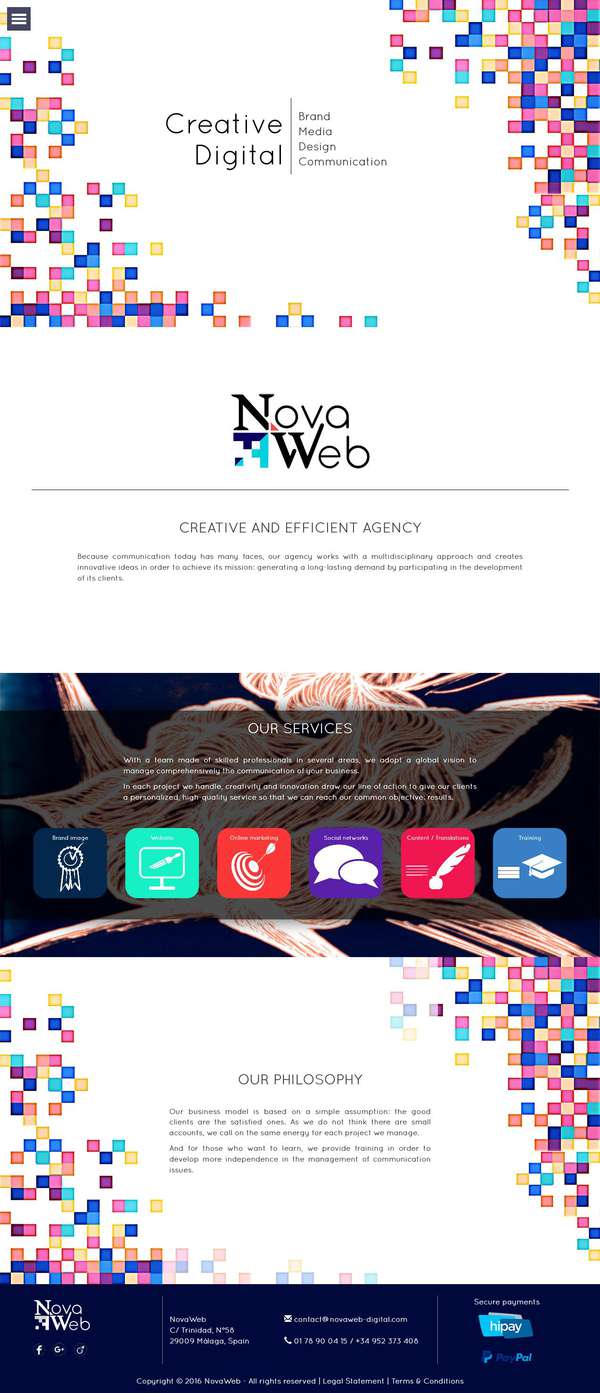 Creative
Digital
Brand
Media
Design
Communication
Nova
Web
CREATIVE AND EFFICIENT AGENCY
Because communication today has many faces, our agency works with a multidisciplinary approach and creates
innovative ideas in order to achieve its mission: generating a long-lasting demand by participating in the development
of its clients.
OUR SERVICES
With a team made of skilled professionals in several areas, we adopt a global vision to
manage comprehensively the communication of your business.
In each project we handle, creativity and innovation draw our line of action to give our clients
a personalized, high-quality service so that we can reach our common objective: results.
Brand image
Website
Online marketing
Social networks
Content / Translations
Training
OUR PHILOSOPHY
Our business model is based on a simple assumption: the good
clients are the satisfied ones. As we do not think there are small
accounts, we call on the same energy for each project we manage.
And for those who want to learn, we provide training in order to
develop more independence in the management of communication
issues.
Nova
Web
NovaWeb
C/ Trinidad, N°58
29009 Málaga, Spain
contact@novaweb-digital.com
01 78 90 04 15 / +34 952 373 408
Secure payments
hipay
PayPal
f
G+
Copyright © 2016 NovaWeb - All rights reserved | Legal Statement | Terms & Conditions